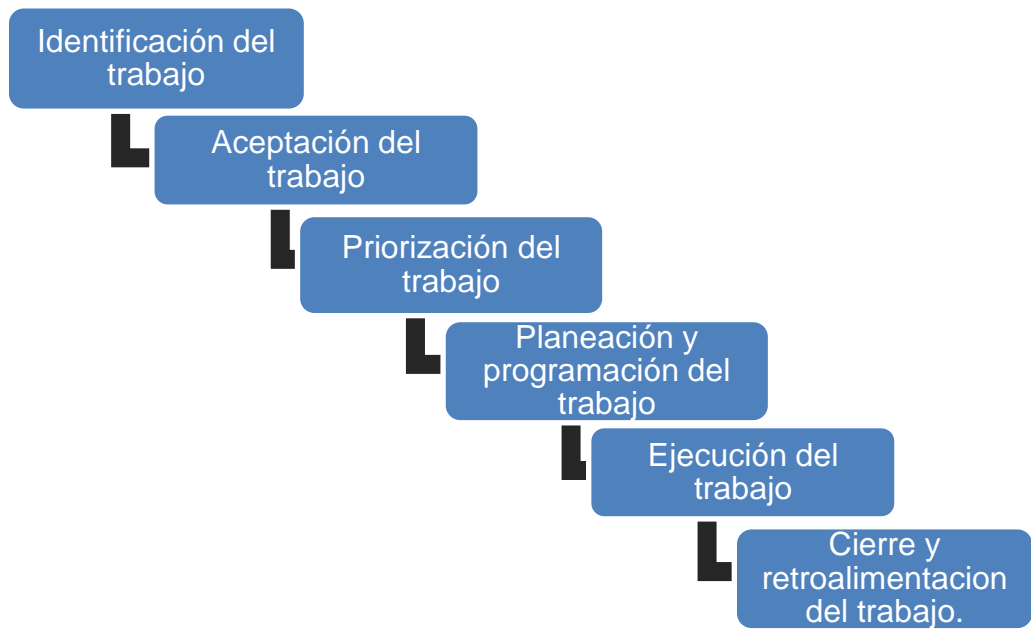 Identificación del
trabajo
Aceptación del
trabajo
Priorización del
trabajo
Planeación y
programación del
trabajo
Ejecución del
trabajo
Cierre y
retroalimentacion
del trabajo.